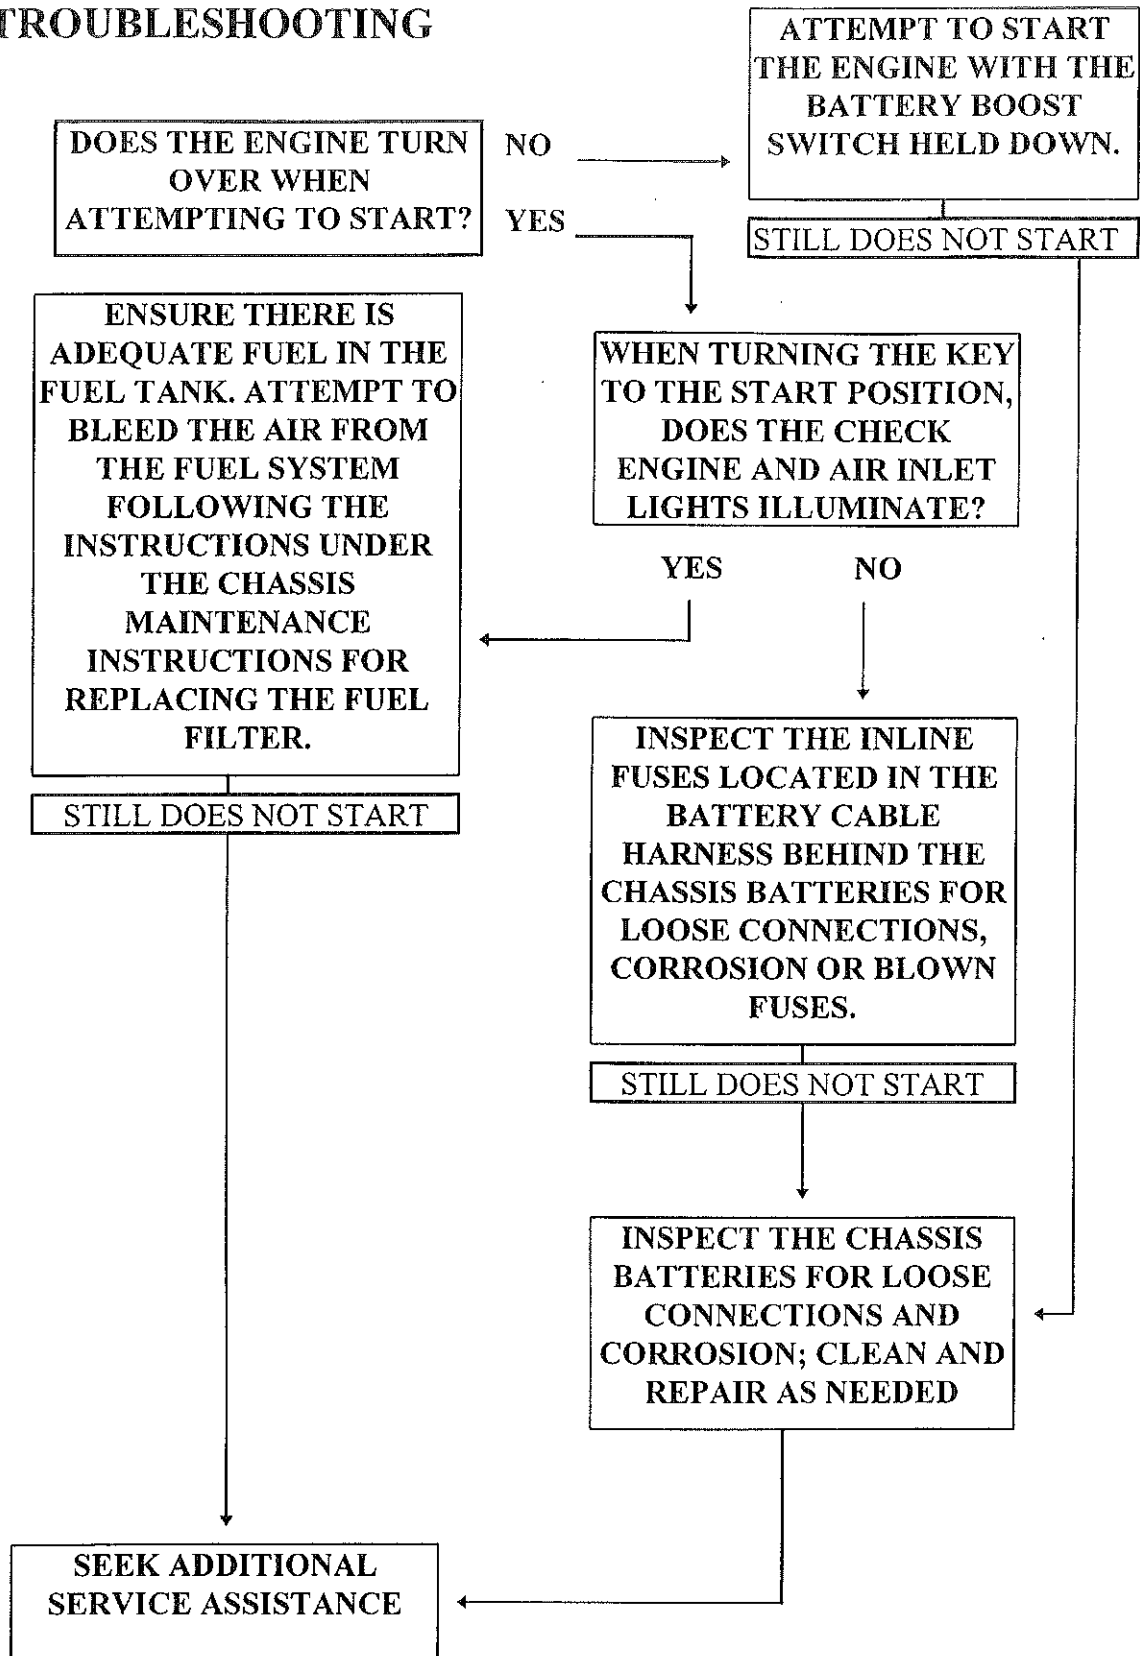 TROUBLESHOOTING
ATTEMPT TO START
THE ENGINE WITH THE
BATTERY BOOST
SWITCH HELD DOWN.
STILL DOES NOT START
DOES THE ENGINE TURN
OVER WHEN
ATTEMPTING TO START?
NO
YES
ENSURE THERE IS
ADEQUATE FUEL IN THE
FUEL TANK. ATTEMPT TO
BLEED THE AIR FROM
THE FUEL SYSTEM
FOLLOWING THE
INSTRUCTIONS UNDER
THE CHASSIS
MAINTENANCE
INSTRUCTIONS FOR
REPLACING THE FUEL
FILTER.
STILL DOES NOT START
WHEN TURNING THE KEY
TO THE START POSITION,
DOES THE CHECK
ENGINE AND AIR INLET
LIGHTS ILLUMINATE?
YES
NO
INSPECT THE INLINE
FUSES LOCATED IN THE
BATTERY CABLE
HARNESS BEHIND THE
CHASSIS BATTERIES FOR
LOOSE CONNECTIONS,
CORROSION OR BLOWN
FUSES.
STILL DOES NOT START
INSPECT THE CHASSIS
BATTERIES FOR LOOSE
CONNECTIONS AND
CORROSION; CLEAN AND
REPAIR AS NEEDED
SEEK ADDITIONAL
SERVICE ASSISTANCE